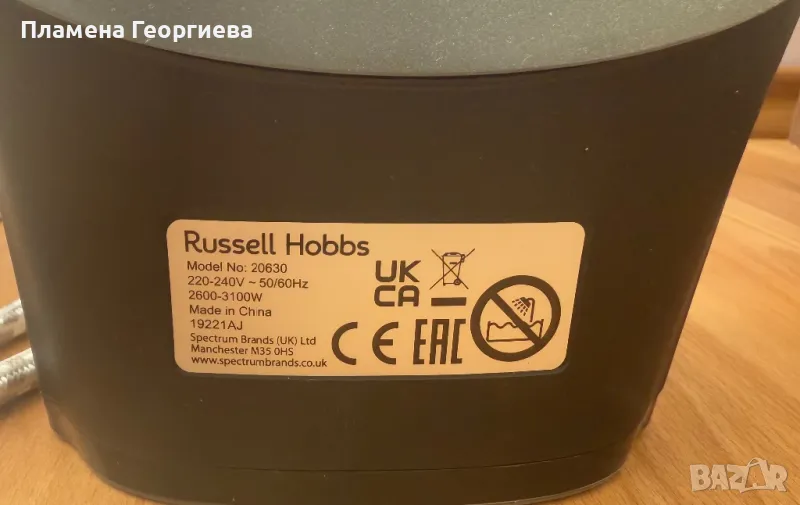 Пламена Георгиева
Russell Hobbs
Model No: 20630
220-240V ~ 50/60Hz
2600-3100W
Made in China
19221AJ
Spectrum Brands (UK) Ltd
Manchester M35 0HS
www.spectrumbrands.co.uk
UK
CA
CE EAC
BAZAR